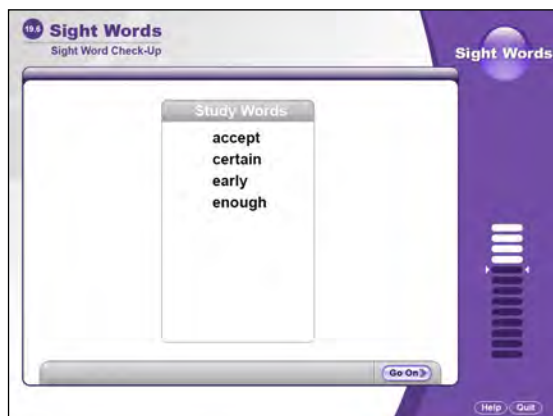 19.6 Sight Words
Sight Word Check-Up
Sight Words
Study Words
accept
certain
early
enough
Go On
Help Quit